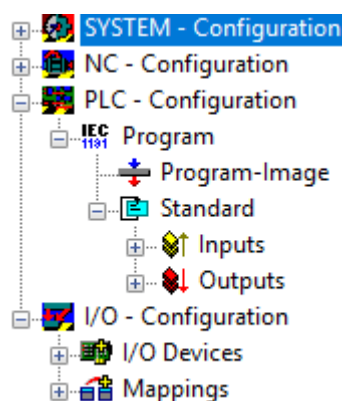 SYSTEM - Configuration
NC - Configuration
PLC - Configuration
IEC 1131 Program
Program-Image
Standard
Inputs
Outputs
I/O - Configuration
I/O Devices
Mappings